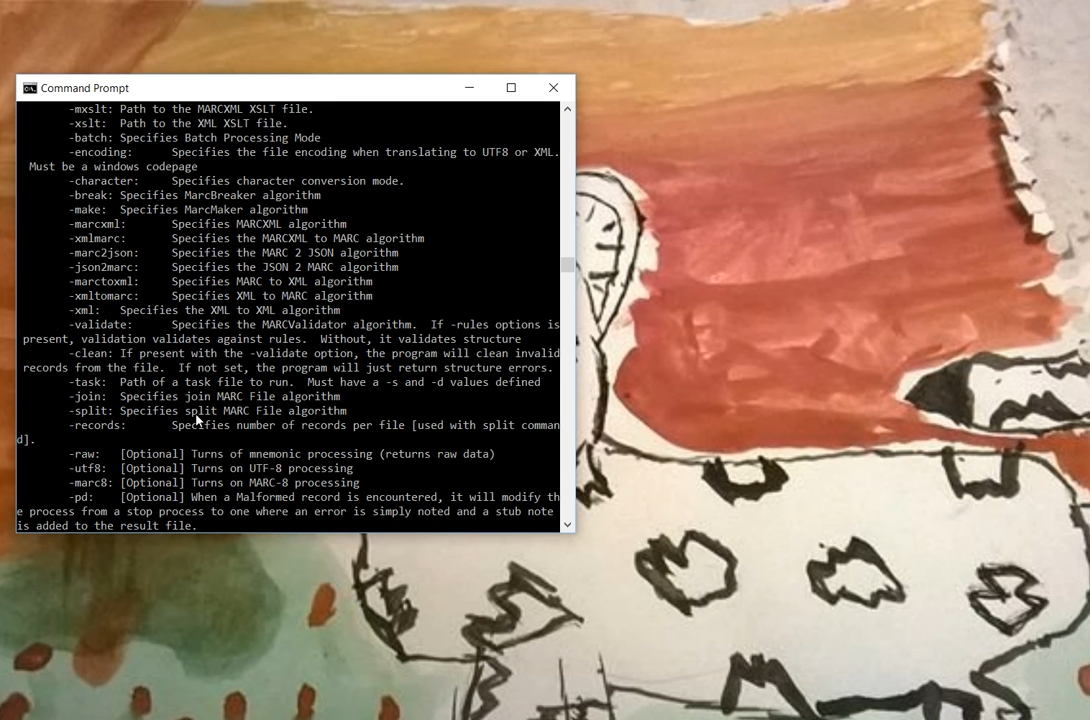 Command Prompt
-mxslt: Path to the MARCXML XSLT file.
-xslt: Path to the XML XSLT file.
-batch: Specifies Batch Processing Mode
-encoding: Specifies the file encoding when translating to UTF8 or XML.
Must be a windows codepage
-character: Specifies character conversion mode.
-break: Specifies MarcBreaker algorithm
-make: Specifies MarcMaker algorithm
-marcxml: Specifies MARCXML algorithm
-xmlmarc: Specifies the MARCXML to MARC algorithm
-marc2json: Specifies the MARC 2 JSON algorithm
-json2marc: Specifies the JSON 2 MARC algorithm
-marctoxml: Specifies MARC to XML algorithm
-xmltomarc: Specifies XML to MARC algorithm
-xml: Specifies the XML to XML algorithm
-validate: Specifies the MARCValidator algorithm. If -rules options is
present, validation validates against rules. Without, it validates structure
-clean: If present with the -validate option, the program will clean invalid
records from the file. If not set, the program will just return structure errors.
-task: Path of a task file to run. Must have a -s and -d values defined
-join: Specifies join MARC File algorithm
-split: Specifies split MARC File algorithm
-records: Specifies number of records per file [used with split comman
d].
-raw: [Optional] Turns of mnemonic processing (returns raw data)
-utf8: [Optional] Turns on UTF-8 processing
-marc8: [Optional] Turns on MARC-8 processing
-pd: [Optional] When a Malformed record is encountered, it will modify th
e process from a stop process to one where an error is simply noted and a stub note
is added to the result file.